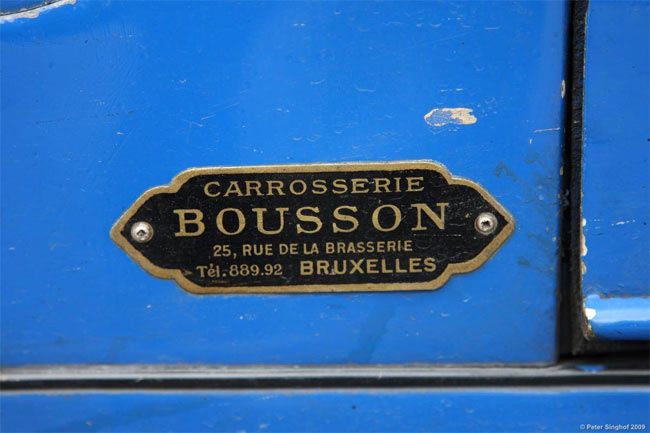 CARROSSERIE
BOUSSON
25, RUE DE LA BRASSERIE
Tél. 889.92 BRUXELLES
© Peter Singhof 2009